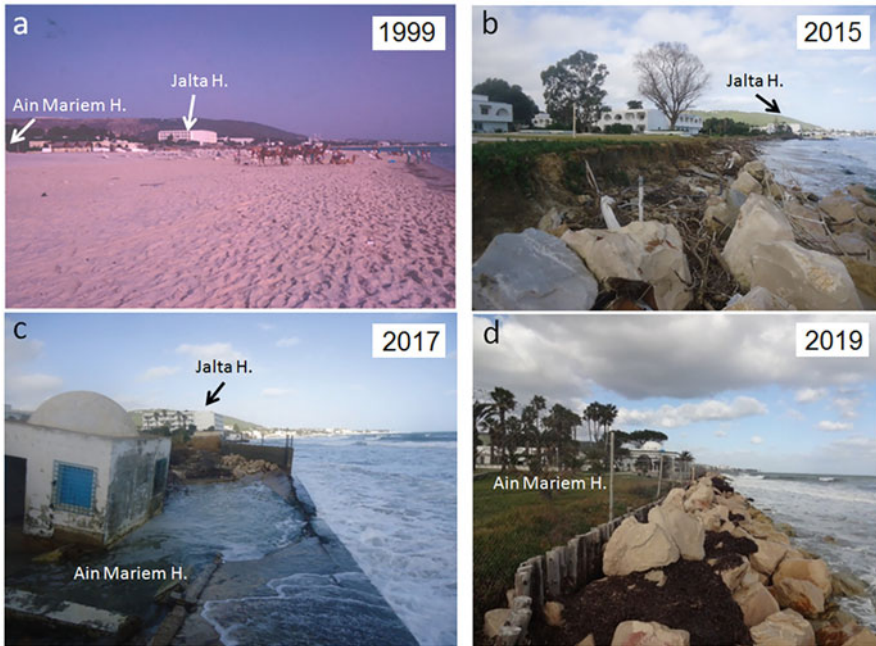 a
1999
Ain Mariem H.
Jalta H.
b
2015
Jalta H.
c
2017
Jalta H.
Ain Mariem H.
d
2019
Ain Mariem H.